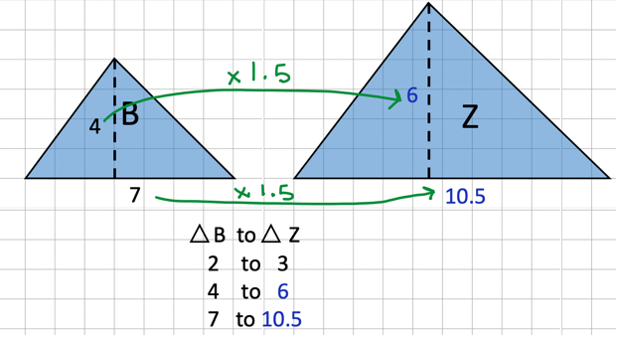 x 1.5
4
B
6
Z
7
x 1.5
10.5
△B to △ Z
2 to 3
4 to 6
7 to 10.5